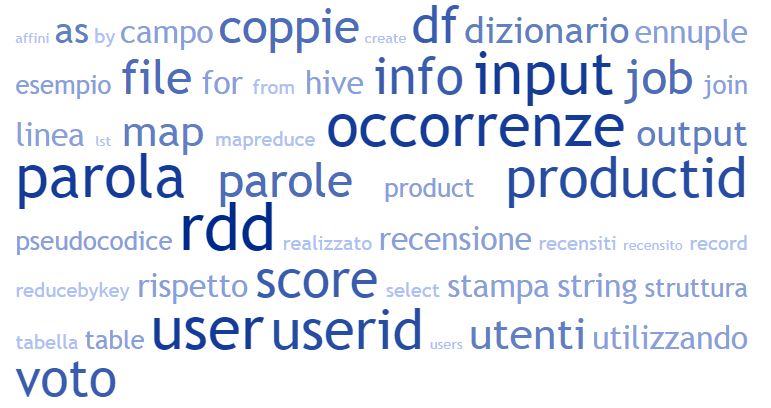 affini as by campo coppie create df dizionario ennuple
esempio file for from hive info input job join
linea lst map mapreduce occorrenze output
parola parole product productid
pseudocodice rdd realizzato recensione recensiti recensito record
reducebykey rispetto score select stampa string struttura
tabella table user userid users utenti utilizzando
voto